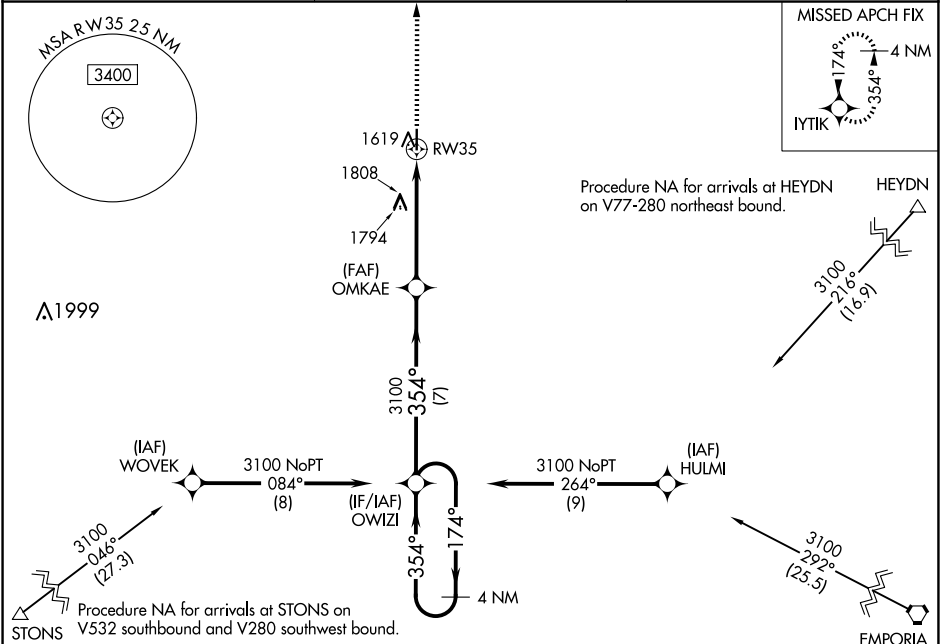 MSA RW35 25 NM
3400
MISSED APCH FIX
4 NM
174°
354°
IYTIK
1619
RW35
1808
1794
Procedure NA for arrivals at HEYDN
on V77-280 northeast bound.
HEYDN
3100
216°
(16.9)
(FAF)
OMKAE
1999
3100
354°
(7)
(IAF)
WOVEK
3100 NoPT
084°
(8)
(IF/IAF)
OWIZI
3100 NoPT
264°
(9)
(IAF)
HULMI
354°
174°
4 NM
3100
046°
(27.3)
STONS
Procedure NA for arrivals at STONS on
V532 southbound and V280 southwest bound.
3100
292°
(25.5)
EMPORIA